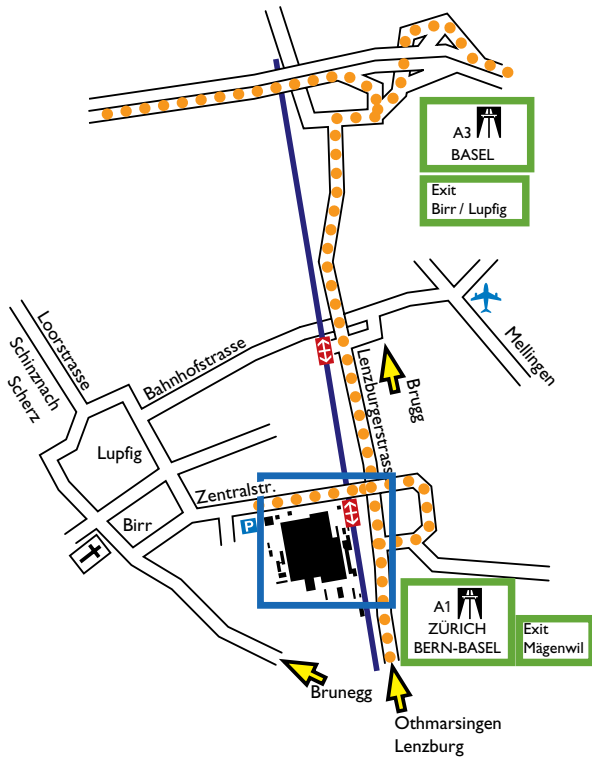 A3
BASEL
Exit
Birr / Lupfig
Mellingen
Loorstrasse
Schinznach
Scherz
Bahnhofstrasse
Lenzburgerstrasse
Brugg
Lupfig
Zentralstr.
Birr
P
A1
ZÜRICH
BERN-BASEL
Exit
Mägenwil
Brunegg
Othmarsingen
Lenzburg